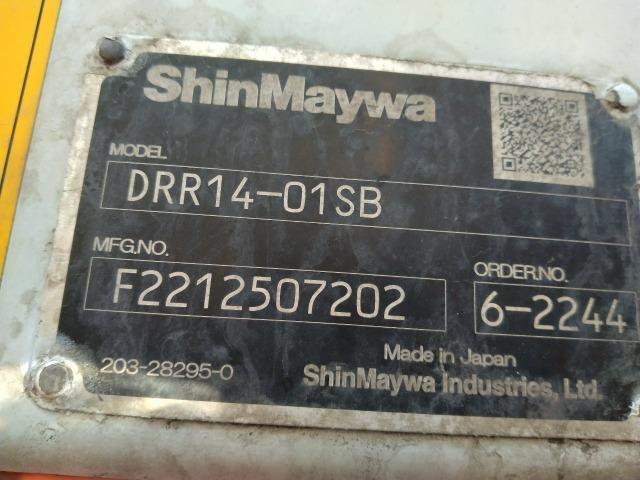 ShinMaywa
MODEL
DRR14-01SB
MFG.NO.
F2212507202
ORDER.NO.
6-2244
203-28295-0
Made in Japan
ShinMaywa Industries, Ltd.